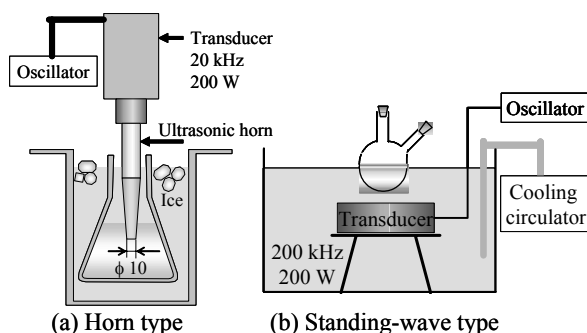 Transducer
20 kHz
200 W
Oscillator
Ultrasonic horn
Ice
ϕ 10
(a) Horn type
Oscillator
Cooling
circulator
Transducer
200 kHz
200 W
(b) Standing-wave type